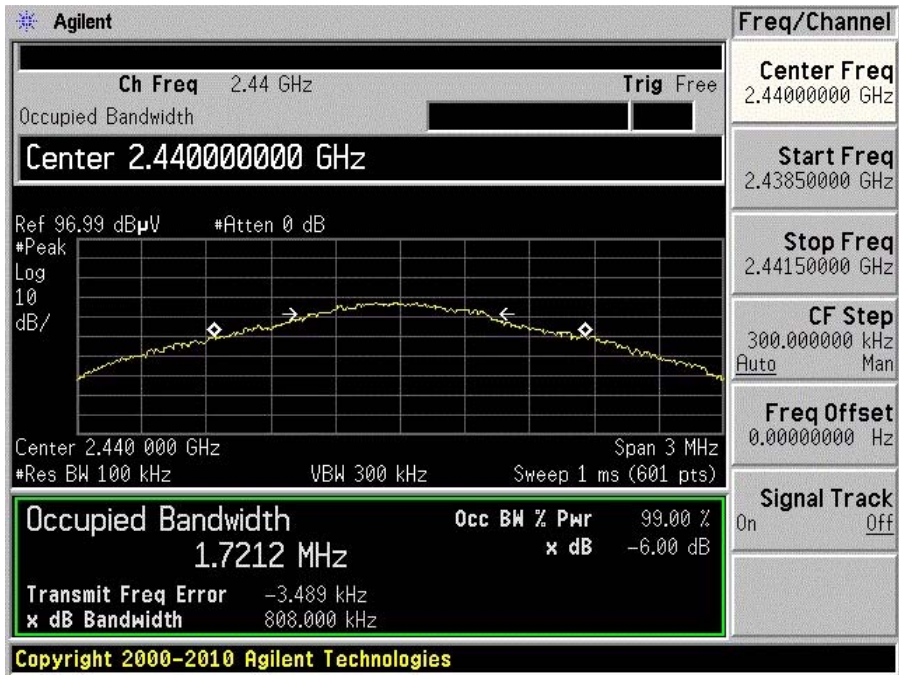 Agilent
Freq/Channel
Ch Freq 2.44 GHz Trig Free
Occupied Bandwidth
Center 2.440000000 GHz
Ref 96.99 dBµV #Atten 0 dB
#Peak
Log
10
dB/
Center 2.440 000 GHz Span 3 MHz
#Res BW 100 kHz VBW 300 kHz Sweep 1 ms (601 pts)
Occupied Bandwidth
1.7212 MHz
Occ BW % Pwr 99.00 %
x dB -6.00 dB
Transmit Freq Error -3.489 kHz
x dB Bandwidth 808.000 kHz
Copyright 2000-2010 Agilent Technologies
Center Freq
2.44000000 GHz
Start Freq
2.43850000 GHz
Stop Freq
2.44150000 GHz
CF Step
300.000000 kHz
Auto Man
Freq Offset
0.00000000 Hz
Signal Track
On Off